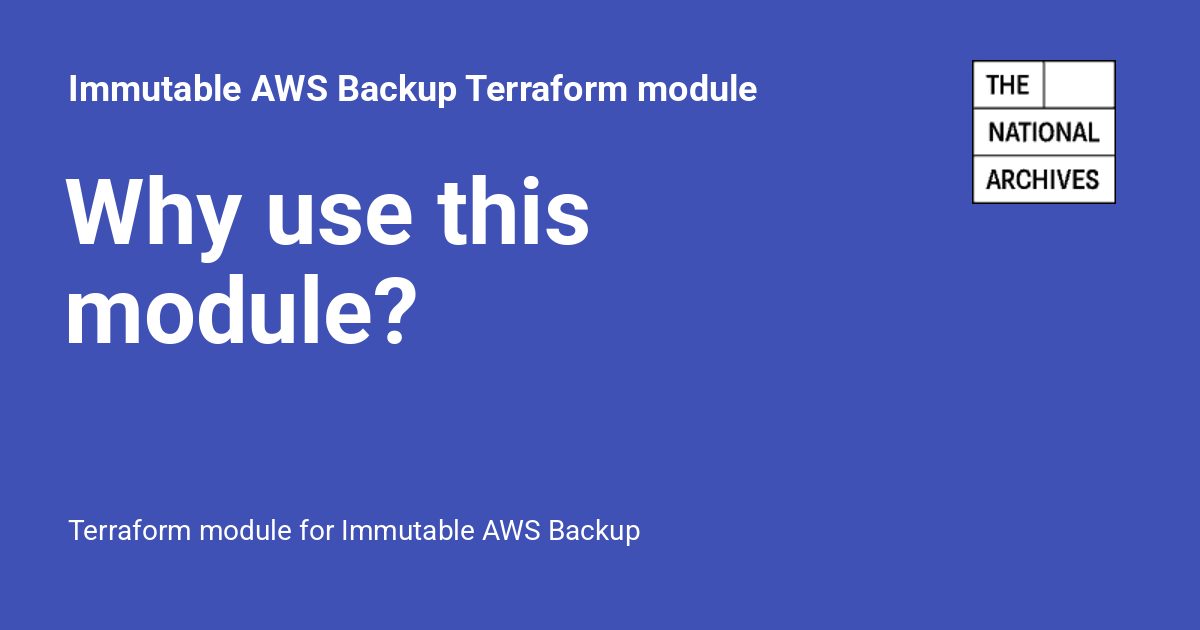 Immutable AWS Backup Terraform module
THE
NATIONAL
ARCHIVES
Why use this
module?
Terraform module for Immutable AWS Backup